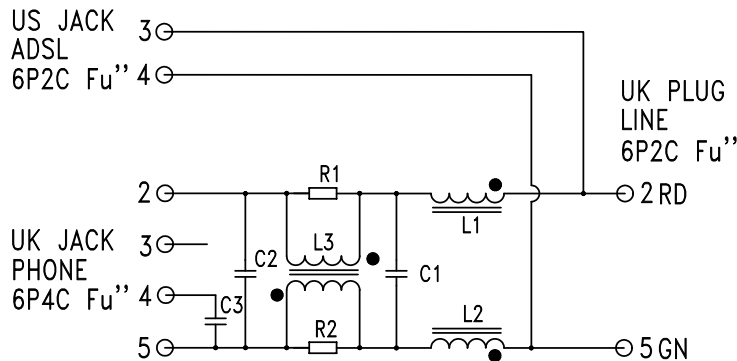 US JACK
ADSL
6P2C Fu’’
3
4
UK PLUG
LINE
6P2C Fu’’
2 RD
5 GN
UK JACK
PHONE
6P4C Fu’’
2
3
4
5
R1
L1
L3
C2
C1
C3
R2
L2